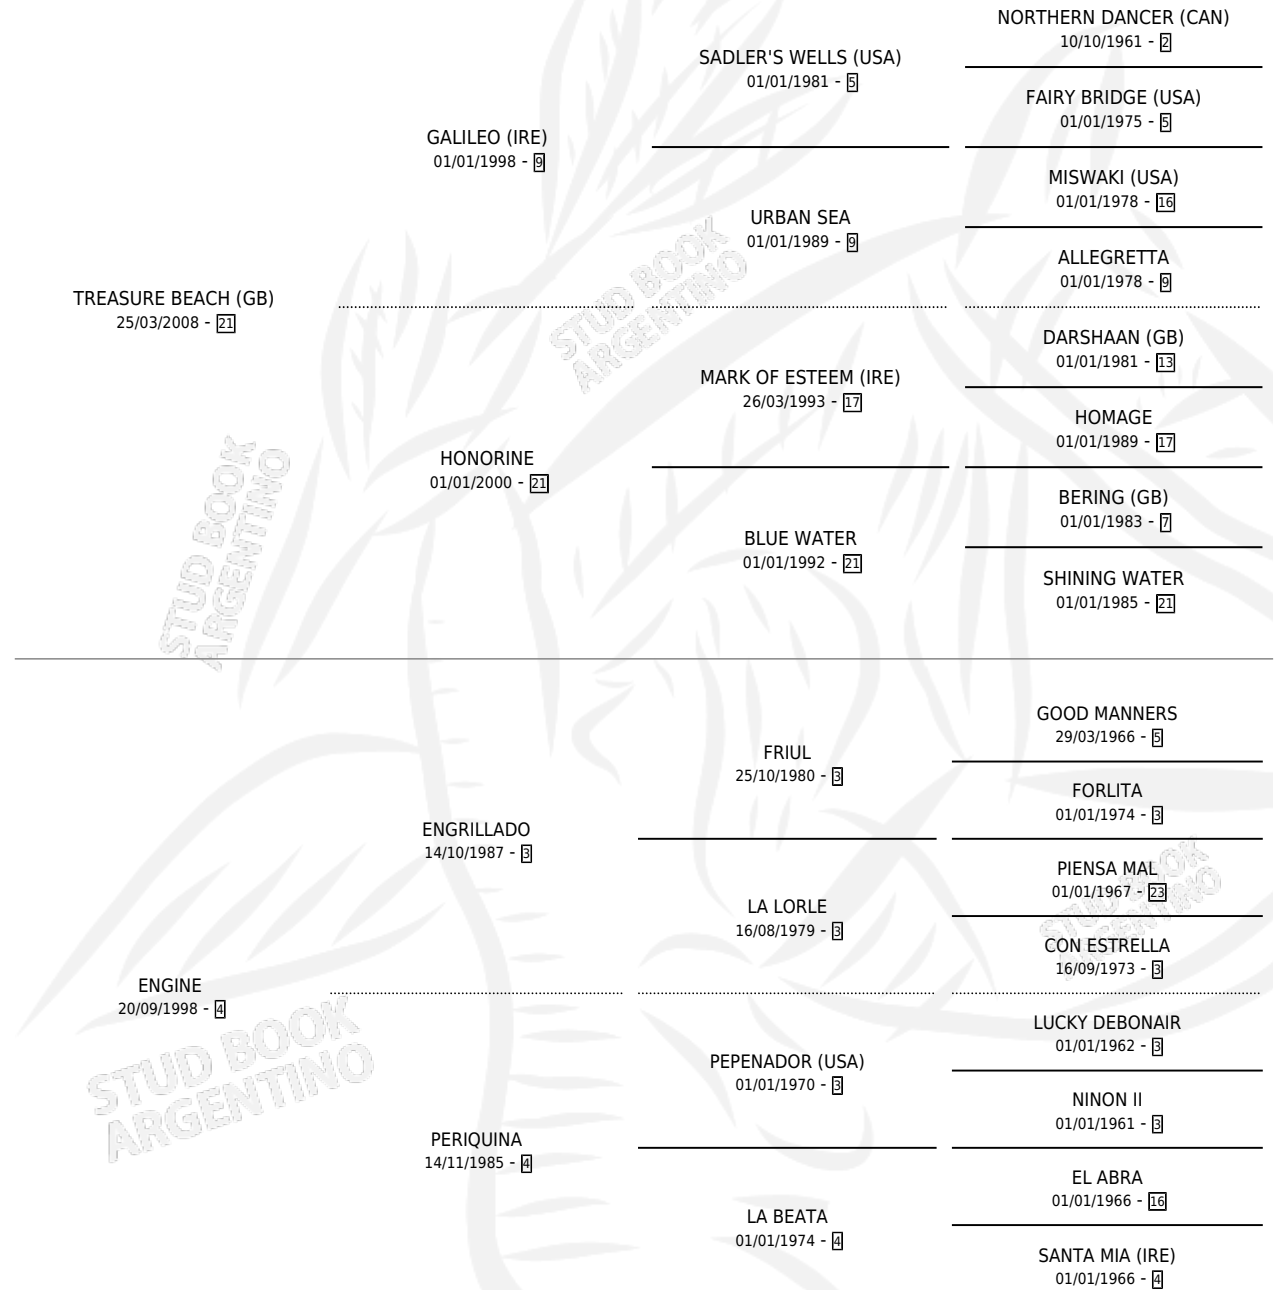 NORTHERN DANCER (CAN)
10/10/1961 - 2
SADLER'S WELLS (USA)
01/01/1981 - 5
FAIRY BRIDGE (USA)
01/01/1975 - 5
GALILEO (IRE)
01/01/1998 - 9
MISWAKI (USA)
01/01/1978 - 16
URBAN SEA
01/01/1989 - 9
ALLEGRETTA
01/01/1978 - 9
TREASURE BEACH (GB)
25/03/2008 - 21
STUD BOOK
ARGENTINO
DARSHAAN (GB)
01/01/1981 - 13
MARK OF ESTEEM (IRE)
26/03/1993 - 17
HOMAGE
01/01/1989 - 17
HONORINE
01/01/2000 - 21
BERING (GB)
01/01/1983 - 7
BLUE WATER
01/01/1992 - 21
SHINING WATER
01/01/1985 - 21
STUD BOOK
ARGENTINO
GOOD MANNERS
29/03/1966 - 5
FRIUL
25/10/1980 - 3
FORLITA
01/01/1974 - 3
ENGRILLADO
14/10/1987 - 3
PIENSA MAL
01/01/1967 - 23
LA LORLE
16/08/1979 - 3
STUD BOOK
ARGENTINO
CON ESTRELLA
16/09/1973 - 3
ENGINE
20/09/1998 - 4
LUCKY DEBONAIR
01/01/1962 - 3
PEPENADOR (USA)
01/01/1970 - 3
NINON II
01/01/1961 - 3
STUD BOOK
ARGENTINO
PERIQUINA
14/11/1985 - 4
EL ABRA
01/01/1966 - 16
LA BEATA
01/01/1974 - 4
SANTA MIA (IRE)
01/01/1966 - 4